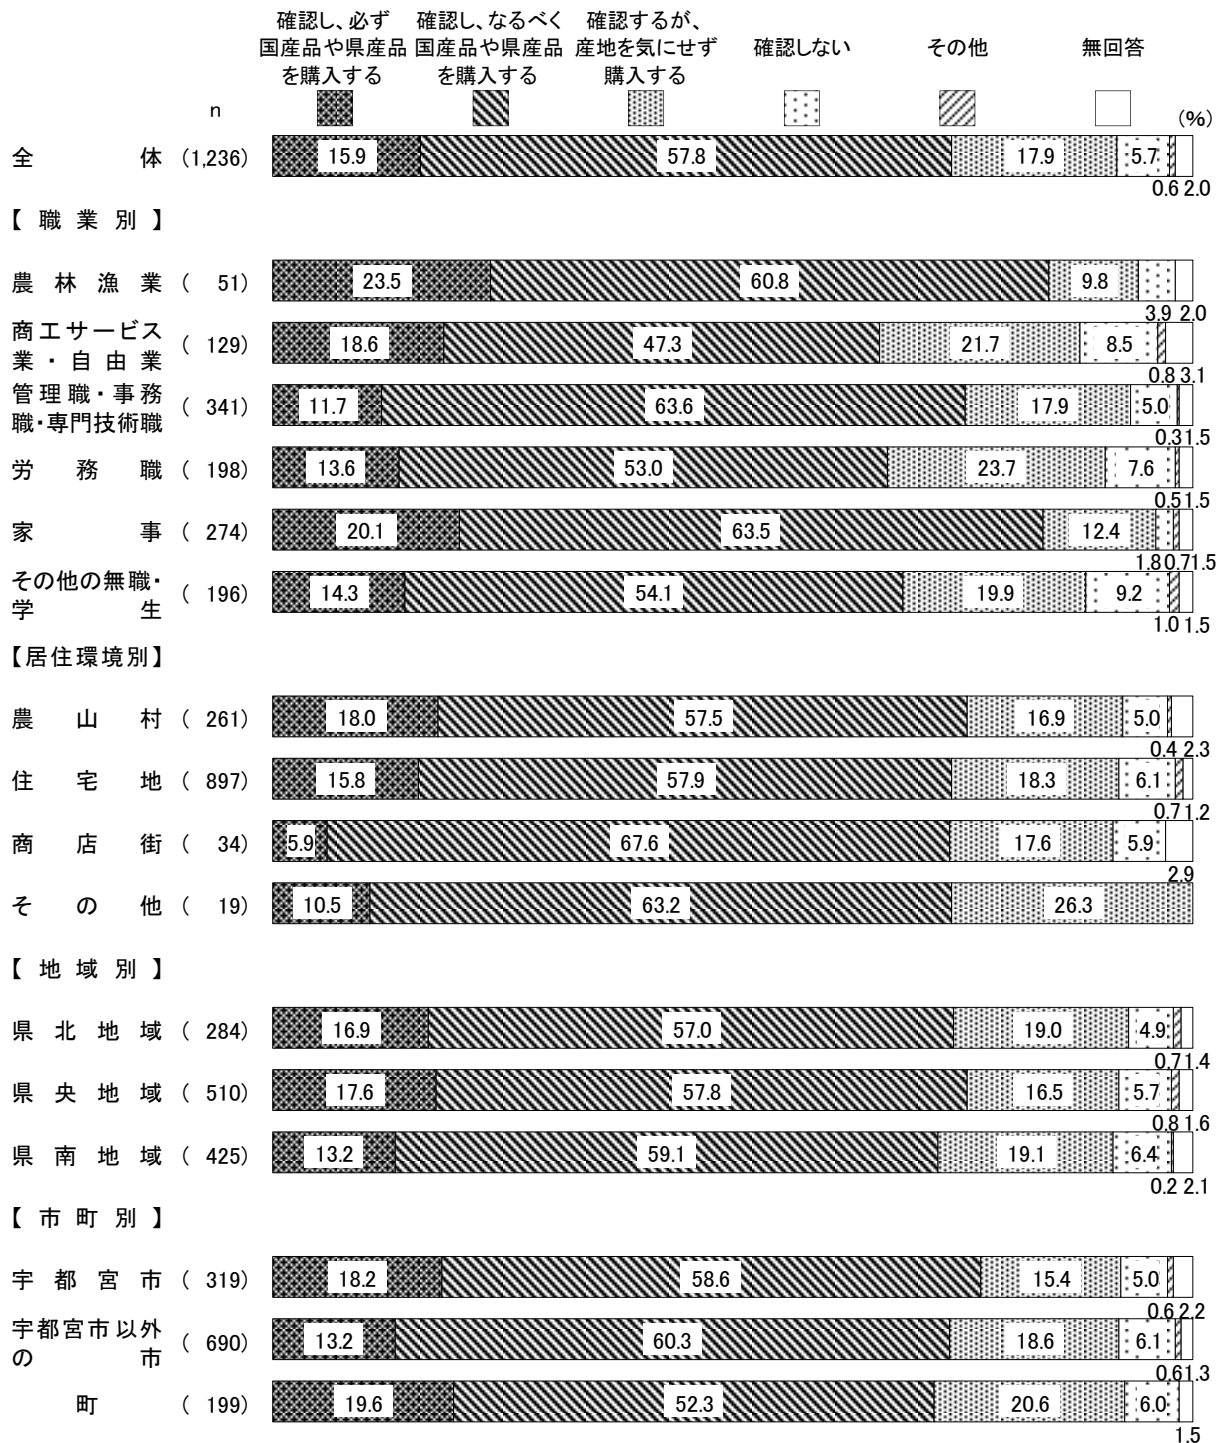 確認し、必ず 確認し、なるべく 確認するが、
国産品や県産品 国産品や県産品 産地を気にせず 確認しない その他 無回答
を購入する を購入する 購入する
n
(%)
全体 (1,236) 15.9 57.8 17.9 5.7
0.6 2.0
【職業別】
農林漁業 ( 51) 23.5 60.8 9.8
3.9 2.0
商工サービス
業・自由業 ( 129) 18.6 47.3 21.7 8.5
0.8 3.1
管理職・事務
職・専門技術職 ( 341) 11.7 63.6 17.9 5.0
0.3 1.5
労務職 ( 198) 13.6 53.0 23.7 7.6
0.5 1.5
家事 ( 274) 20.1 63.5 12.4
1.8 0.7 1.5
その他の無職・
学生 ( 196) 14.3 54.1 19.9 9.2
1.0 1.5
【居住環境別】
農山村 ( 261) 18.0 57.5 16.9 5.0
0.4 2.3
住宅地 ( 897) 15.8 57.9 18.3 6.1
0.7 1.2
商店街 ( 34) 5.9 67.6 17.6 5.9
2.9
その他 ( 19) 10.5 63.2 26.3
【地域別】
県北地域 ( 284) 16.9 57.0 19.0 4.9
0.7 1.4
県央地域 ( 510) 17.6 57.8 16.5 5.7
0.8 1.6
県南地域 ( 425) 13.2 59.1 19.1 6.4
0.2 2.1
【市町別】
宇都宮市 ( 319) 18.2 58.6 15.4 5.0
0.6 2.2
宇都宮市以外
の市 ( 690) 13.2 60.3 18.6 6.1
0.6 1.3
町 ( 199) 19.6 52.3 20.6 6.0
1.5